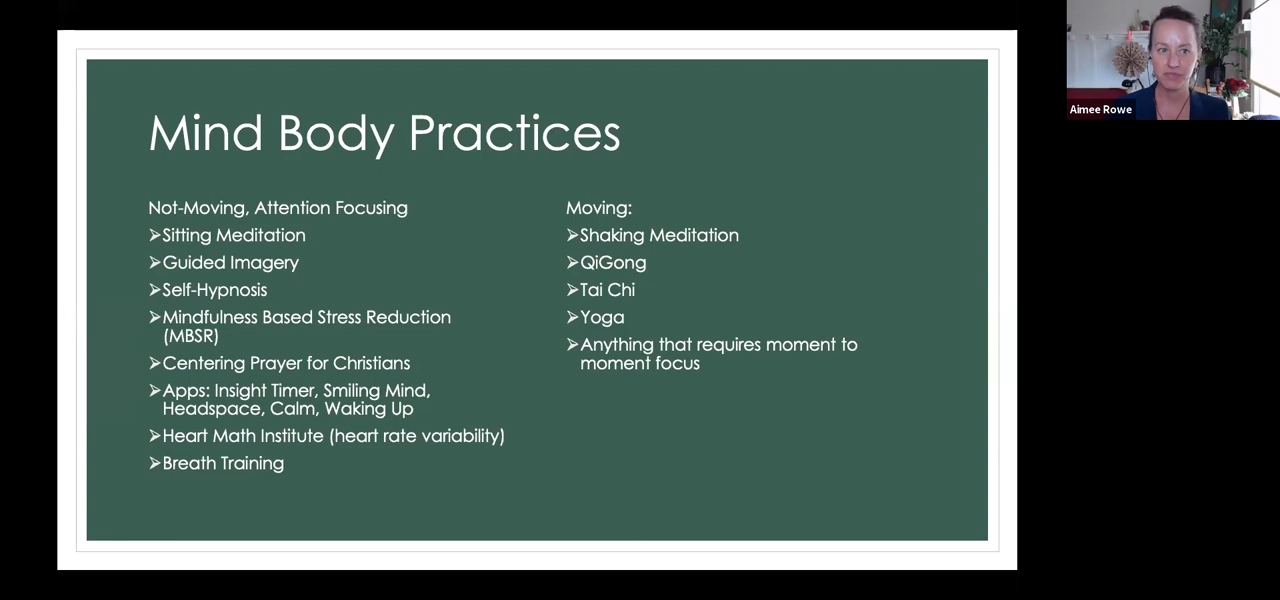 Mind Body Practices
Not-Moving, Attention Focusing
➢Sitting Meditation
➢Guided Imagery
➢Self-Hypnosis
➢Mindfulness Based Stress Reduction
(MBSR)
➢Centering Prayer for Christians
➢Apps: Insight Timer, Smiling Mind,
Headspace, Calm, Waking Up
➢Heart Math Institute (heart rate variability)
➢Breath Training
Moving:
➢Shaking Meditation
➢QiGong
➢Tai Chi
➢Yoga
➢Anything that requires moment to
moment focus
Aimee Rowe